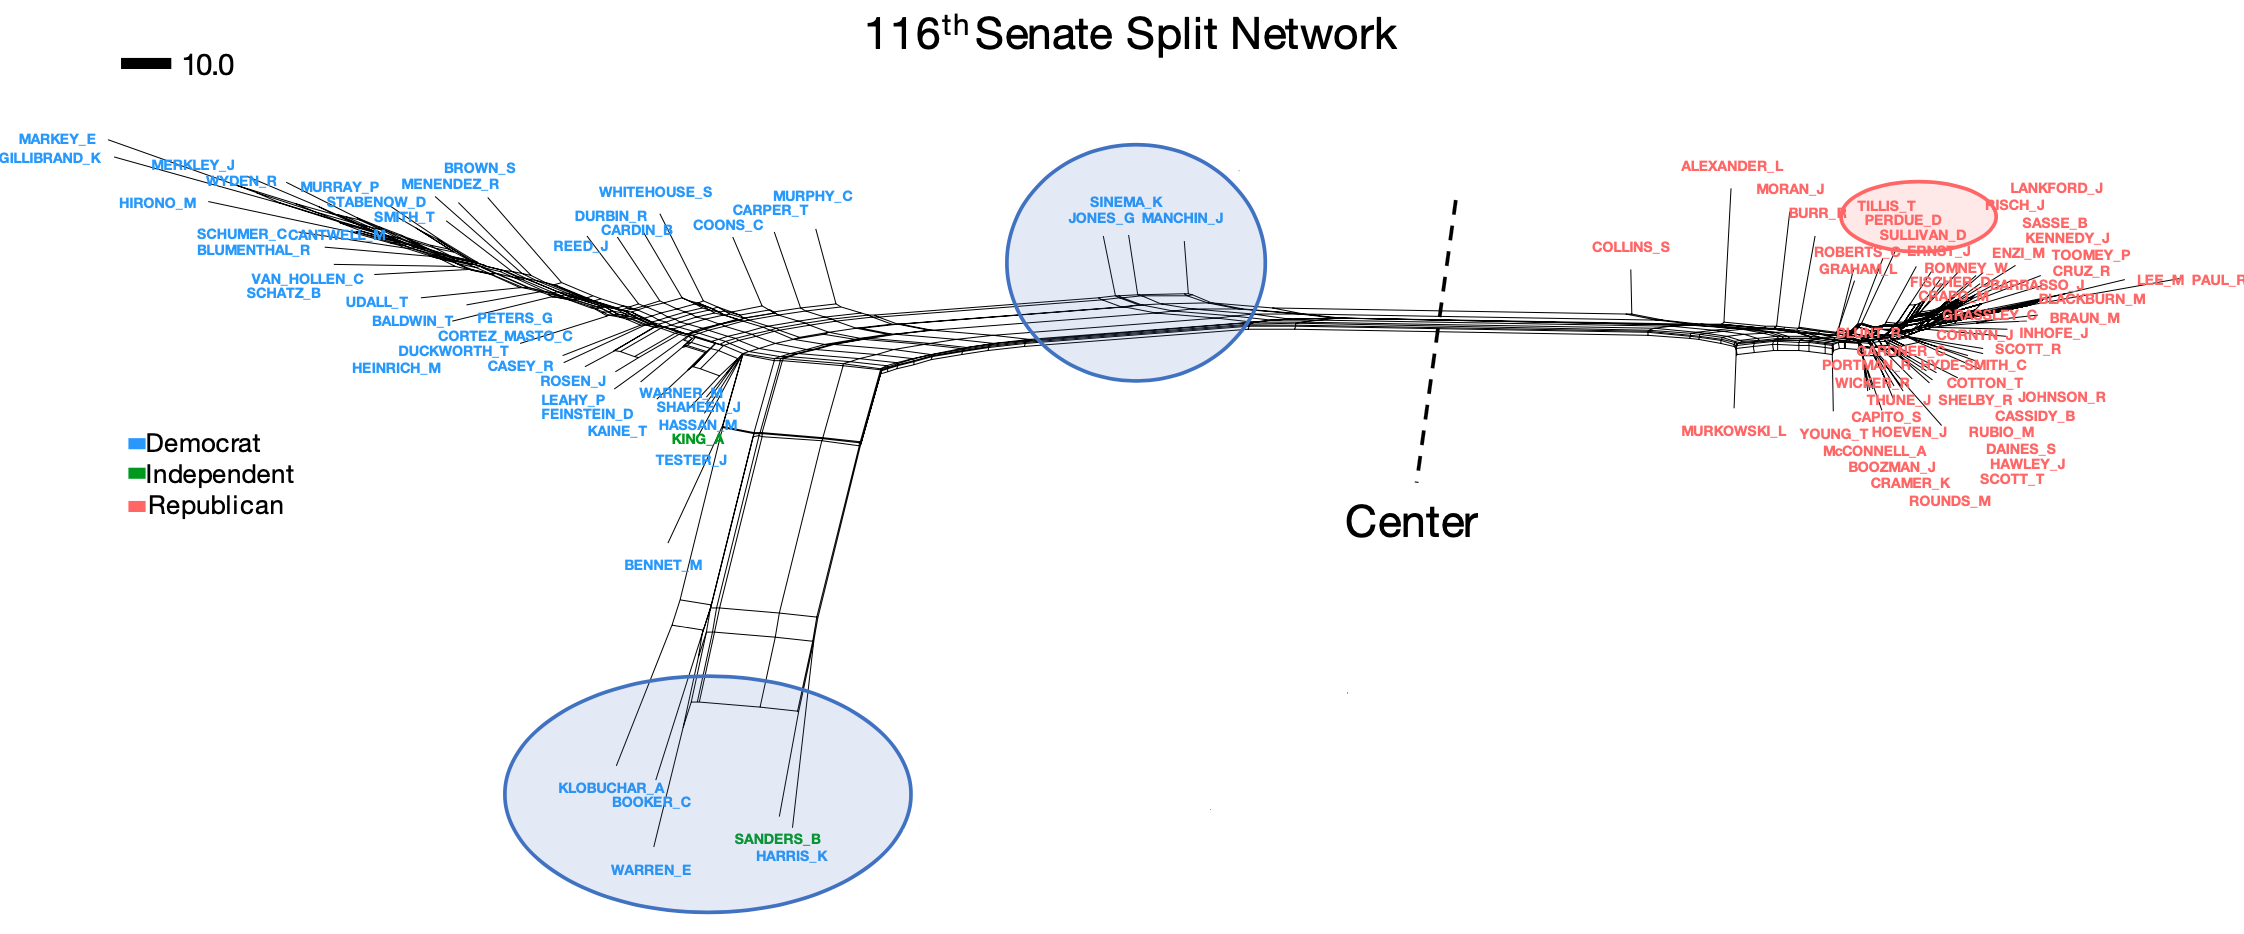 116th Senate Split Network
10.0
MARKEY_E
GILLIBRAND_K
MERKLEY_J
WYDEN_R
HIRONO_M
BROWN_S
MENENDEZ_R
MURRAY_P
STABENOW_D
SMITH_T
SCHUMER_C CANTWELL_M
BLUMENTHAL_R
VAN_HOLLEN_C
SCHATZ_B
UDALL_T
BALDWIN_T
PETERS_G
CORTEZ_MASTO_C
DUCKWORTH_T
HEINRICH_M
CASEY_R
ROSEN_J
LEAHY_P
FEINSTEIN_D
KAINE_T
WHITEHOUSE_S
DURBIN_R
CARDIN_B
REED_J
MURPHY_C
CARPER_T
COONS_C
WARNER_M
SHAHEEN_J
HASSAN_M
KING_A
TESTER_J
BENNET_M
KLOBUCHAR_A
BOOKER_C
SANDERS_B
HARRIS_K
WARREN_E
SINEMA_K
JONES_G MANCHIN_J
Center
COLLINS_S
ALEXANDER_L
MORAN_J
BURR_R
TILLIS_T
PERDUE_D
SULLIVAN_D
ROBERTS_P ERNST_J
GRAHAM_L
ROMNEY_W
FISCHER_D
BARRASSO_J
CRAPO_M
GRASSLEY_C
LANKFORD_J
RISCH_J
SASSE_B
KENNEDY_J
ENZI_M TOOMEY_P
CRUZ_R
LEE_M PAUL_R
BLACKBURN_M
BRAUN_M
BLUNT_R
CORNYN_J INHOFE_J
GARDNER_C
SCOTT_R
PORTMAN_R HYDE-SMITH_C
WICKER_R
COTTON_T
THUNE_J SHELBY_R JOHNSON_R
CAPITO_S
CASSIDY_B
MURKOWSKI_L
YOUNG_T HOEVEN_J
RUBIO_M
McCONNELL_A
DAINES_S
BOOZMAN_J
HAWLEY_J
CRAMER_K
SCOTT_T
ROUNDS_M
Democrat
Independent
Republican